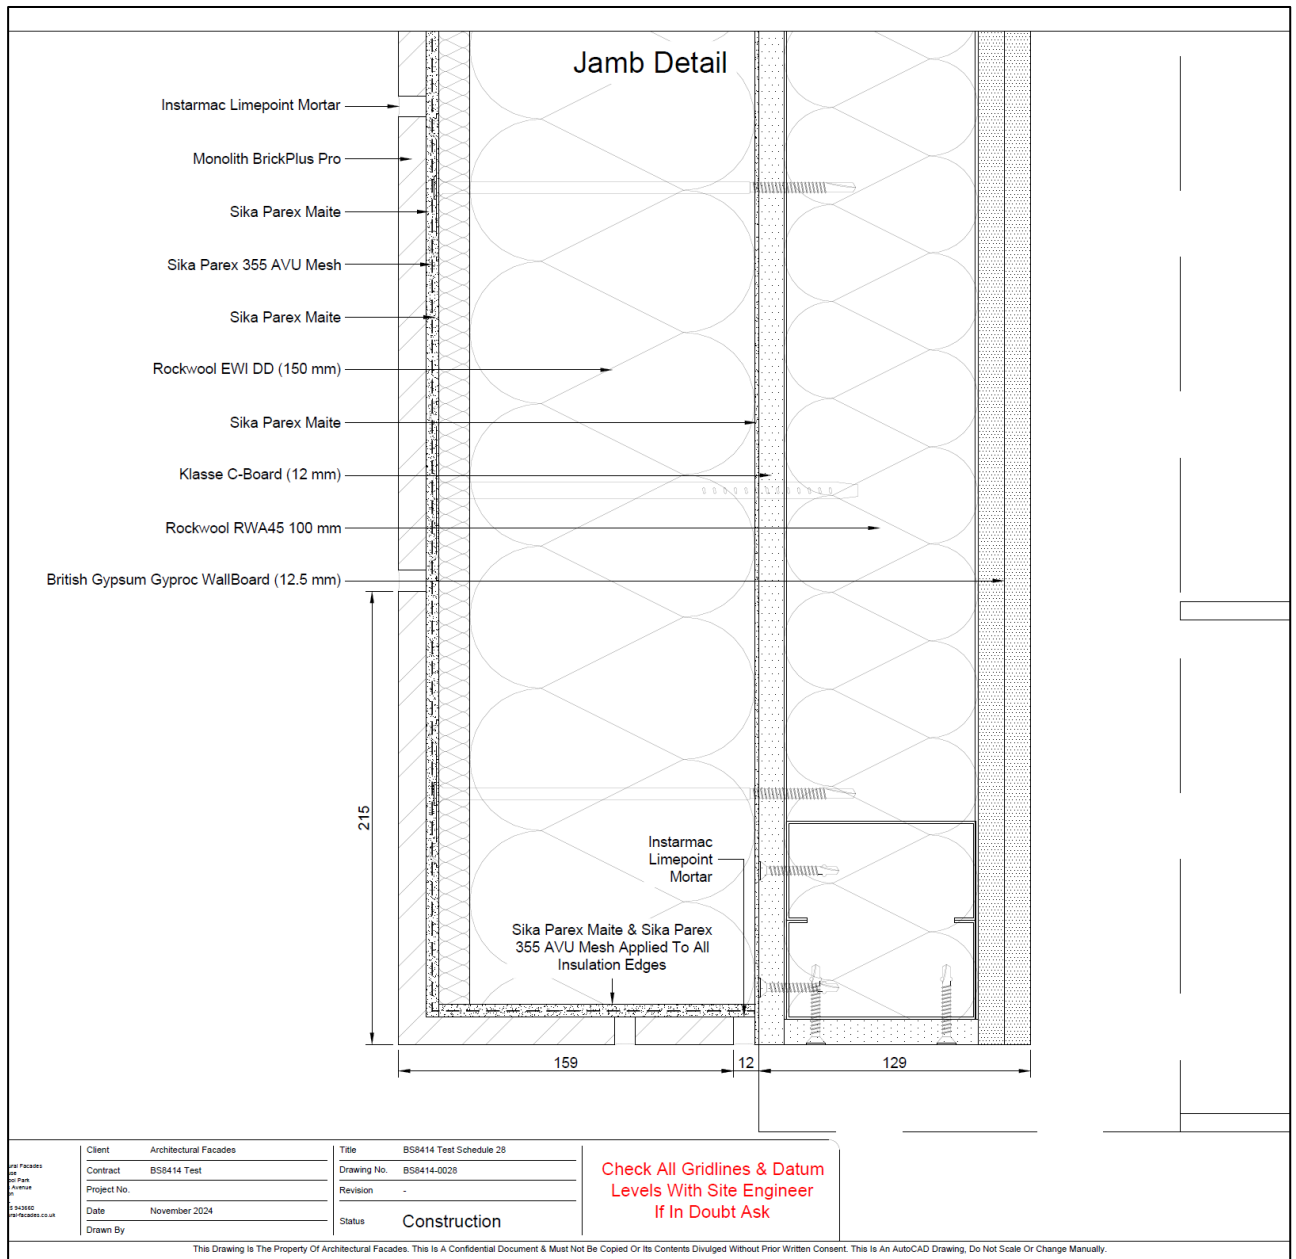 Jamb Detail
Instarmac Limepoint Mortar
Monolith BrickPlus Pro
Sika Parex Maite
Sika Parex 355 AVU Mesh
Sika Parex Maite
Rockwool EWI DD (150 mm)
Sika Parex Maite
Klasse C-Board (12 mm)
Rockwool RWA45 100 mm
British Gypsum Gyproc WallBoard (12.5 mm)
215
Instarmac
Limepoint
Mortar
Sika Parex Maite & Sika Parex
355 AVU Mesh Applied To All
Insulation Edges
159
12
129
Facades
Park
Avenue
943660
facades.co.uk
Client Architectural Facades
Contract BS8414 Test
Project No.
Date November 2024
Drawn By
Title BS8414 Test Schedule 28
Drawing No. BS8414-0028
Revision -
Status Construction
Check All Gridlines & Datum
Levels With Site Engineer
If In Doubt Ask
This Drawing Is The Property Of Architectural Facades. This Is A Confidential Document & Must Not Be Copied Or Its Contents Divulged Without Prior Written Consent. This Is An AutoCAD Drawing, Do Not Scale Or Change Manually.